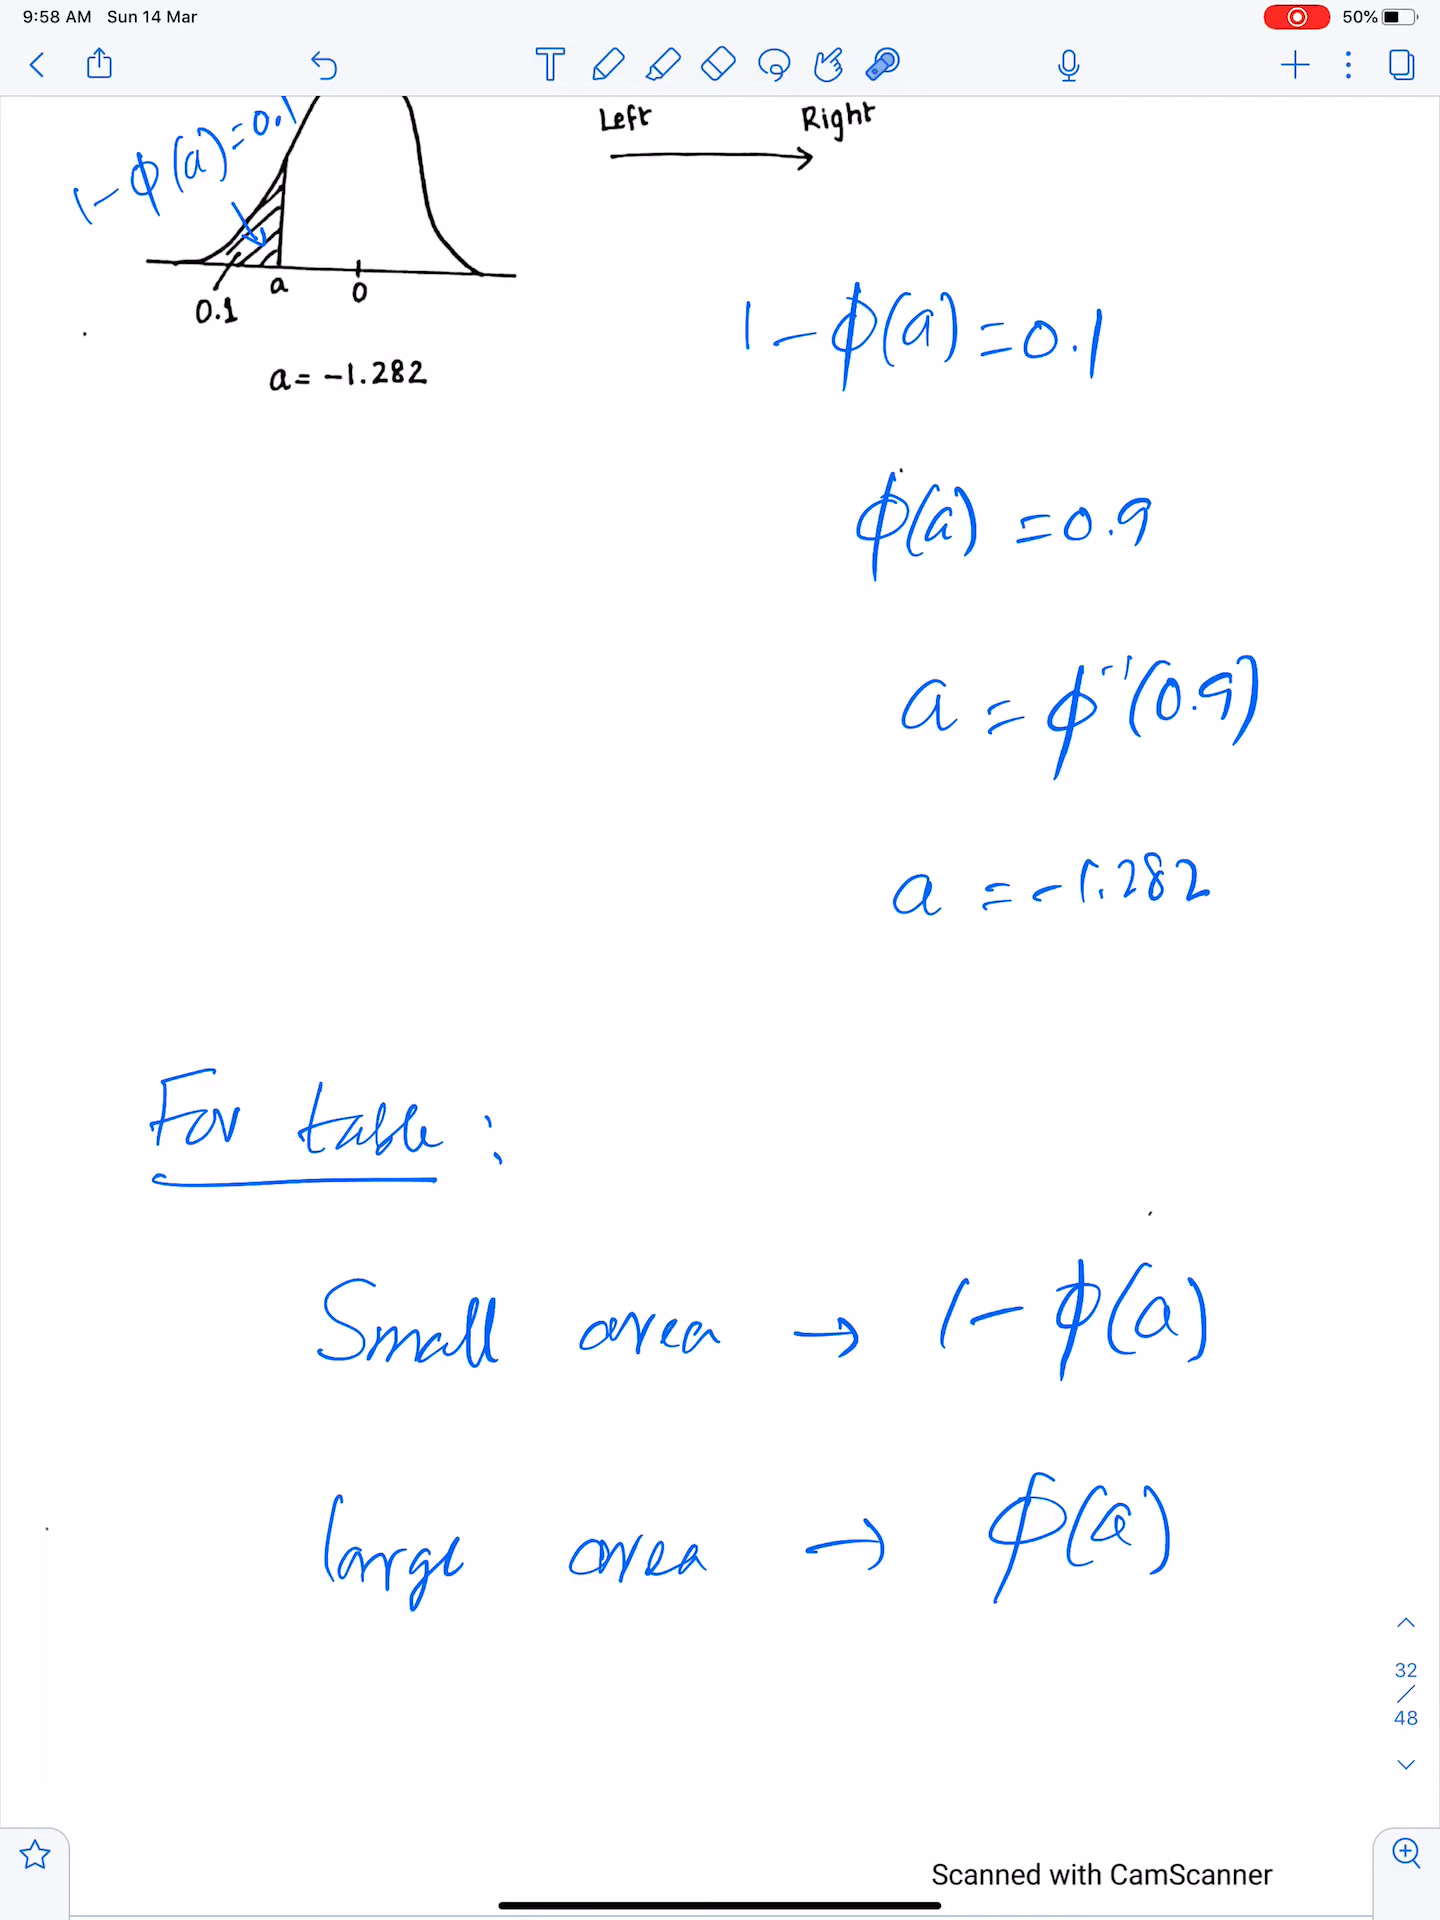 9:58 AM Sun 14 Mar
50%
Left Right
1-ϕ(a)=0.1
0.1
a
0
a= -1.282
1-ϕ(a)=0.1
ϕ(a) =0.9
a = ϕ⁻¹(0.9)
a = -1.282
For table :
Small area → 1-ϕ(a)
large area → ϕ(a)
32
/
48
Scanned with CamScanner